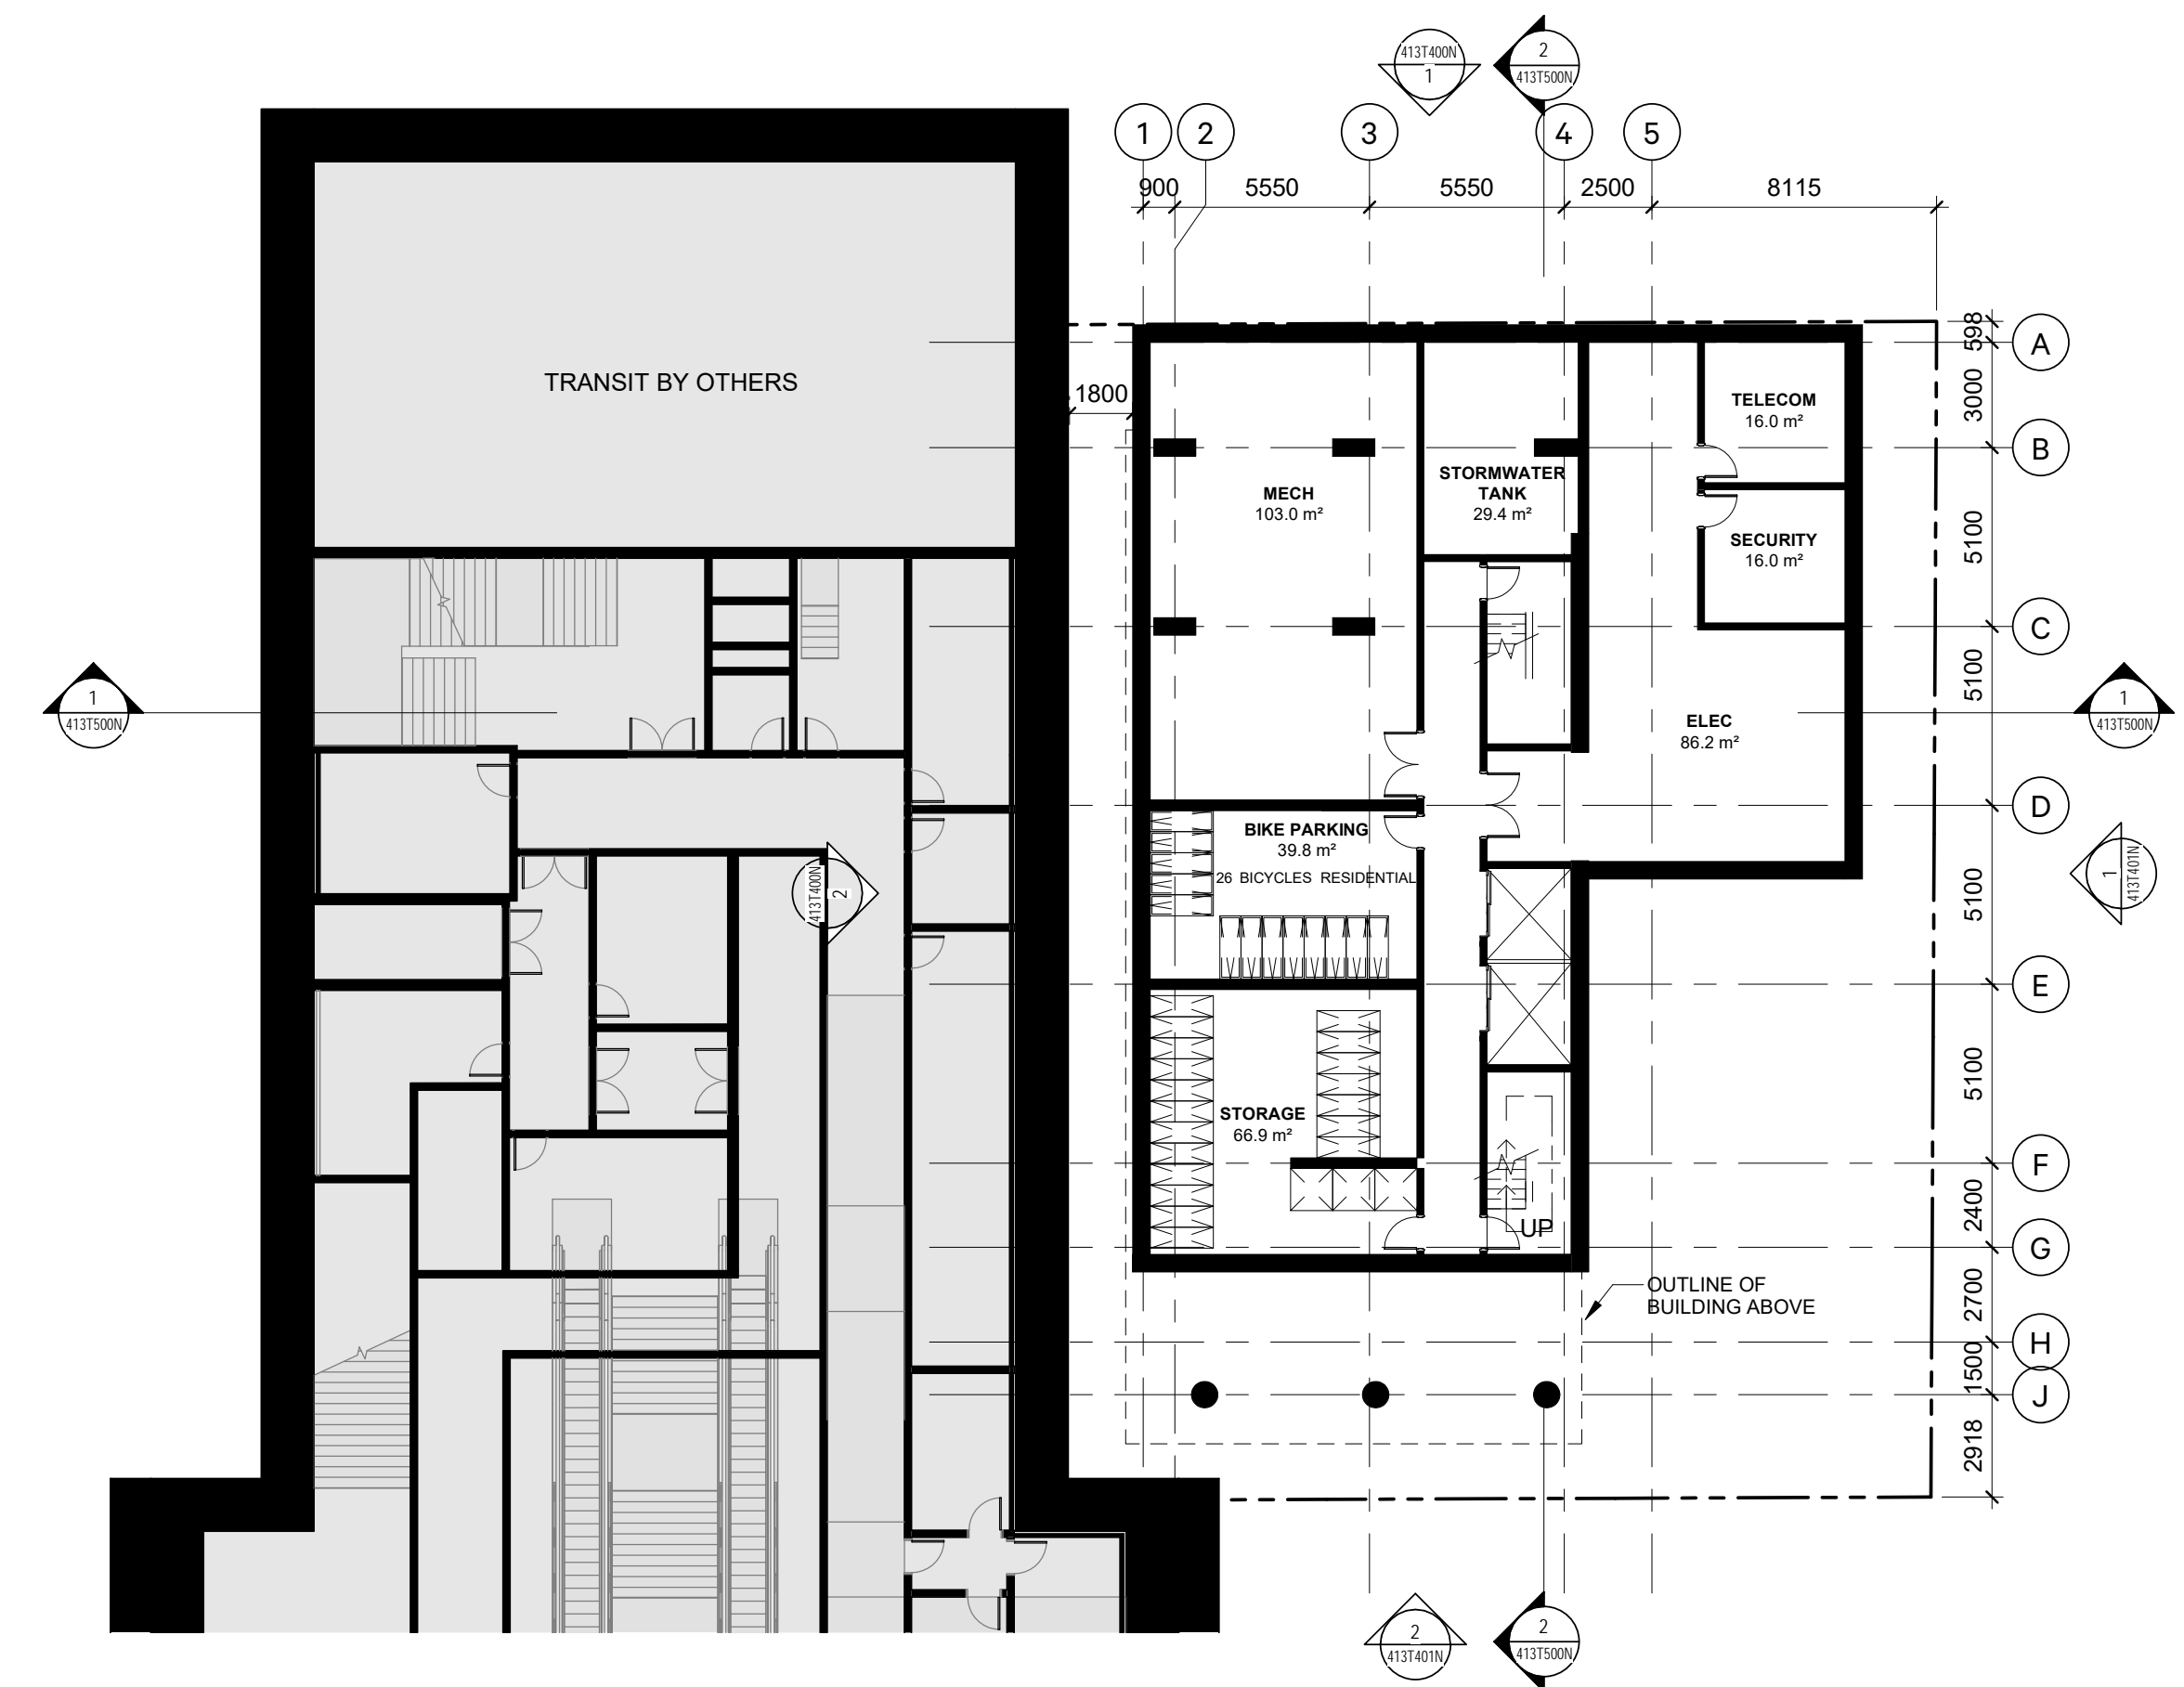 413T400N
1
2
413T500N
1
2
3
4
5
900
5550
5550
2500
8115
598
A
3000
TRANSIT BY OTHERS
1800
TELECOM
16.0 m²
B
STORMWATER
TANK
29.4 m²
MECH
103.0 m²
5100
SECURITY
16.0 m²
C
5100
1
413T500N
ELEC
86.2 m²
1
413T500N
D
BIKE PARKING
39.8 m²
26 BICYCLES RESIDENTIAL
413T400N
2
1
413T401N
5100
E
5100
STORAGE
66.9 m²
F
2400
UP
G
OUTLINE OF
BUILDING ABOVE
2700
H
1500
J
2918
2
413T401N
2
413T500N